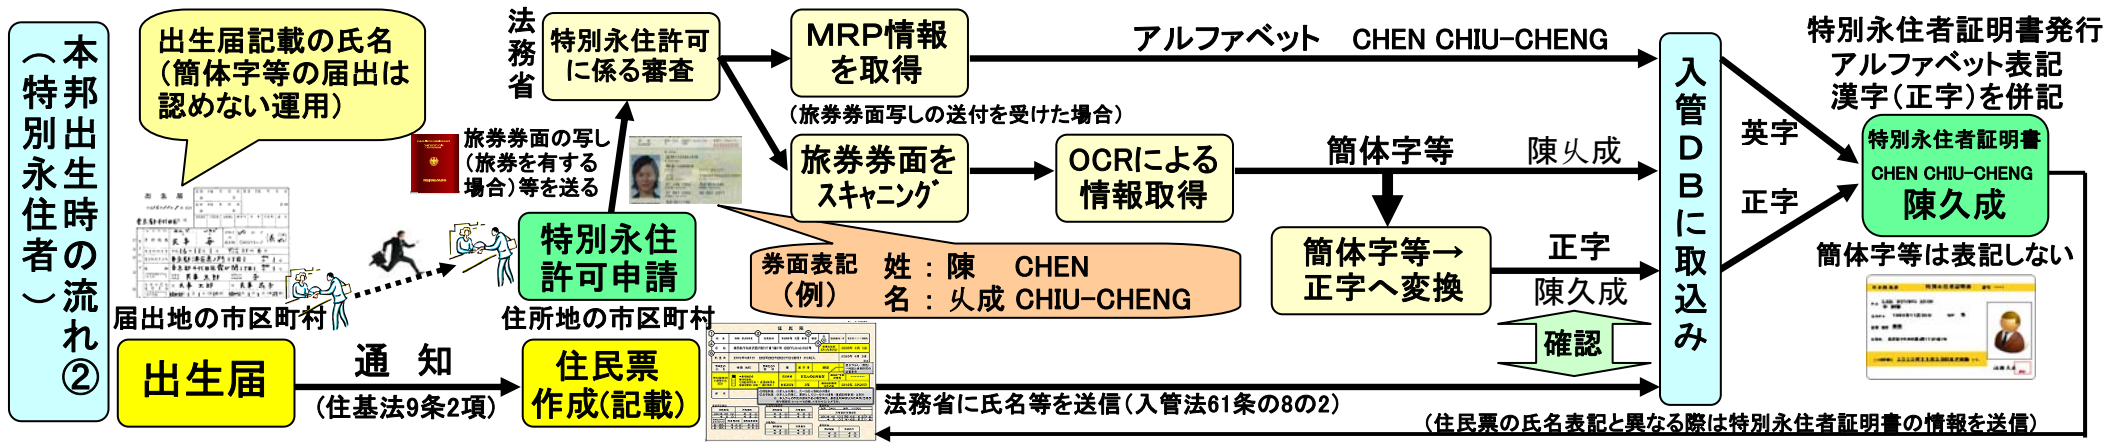 本邦出生時の流れ②
（特別永住者）
出生届記載の氏名
（簡体字等の届出は
認めない運用）
出生届
届出地の市区町村
出生届
通 知
（住基法9条2項）
住民票
作成(記載)
住所地の市区町村
特別永住
許可申請
旅券券面の写し
（旅券を有する
場合）等を送る
法務省
特別永住許可
に係る審査
ＭＲＰ情報
を取得
（旅券券面写しの送付を受けた場合）
アルファベット CHEN CHIU-CHENG
旅券券面を
スキャニング
ＯＣＲによる
情報取得
簡体字等 陳乆成
簡体字等→
正字へ変換
正字
陳久成
確認
券面表記
（例）
姓 ： 陳 CHEN
名 ： 乆成 CHIU-CHENG
法務省に氏名等を送信（入管法61条の8の2）
入管ＤＢに取込み
英字
正字
特別永住者証明書発行
アルファベット表記
漢字（正字）を併記
特別永住者証明書
CHEN CHIU-CHENG
陳久成
簡体字等は表記しない
特別永住者証明書
（住民票の氏名表記と異なる際は特別永住者証明書の情報を送信）